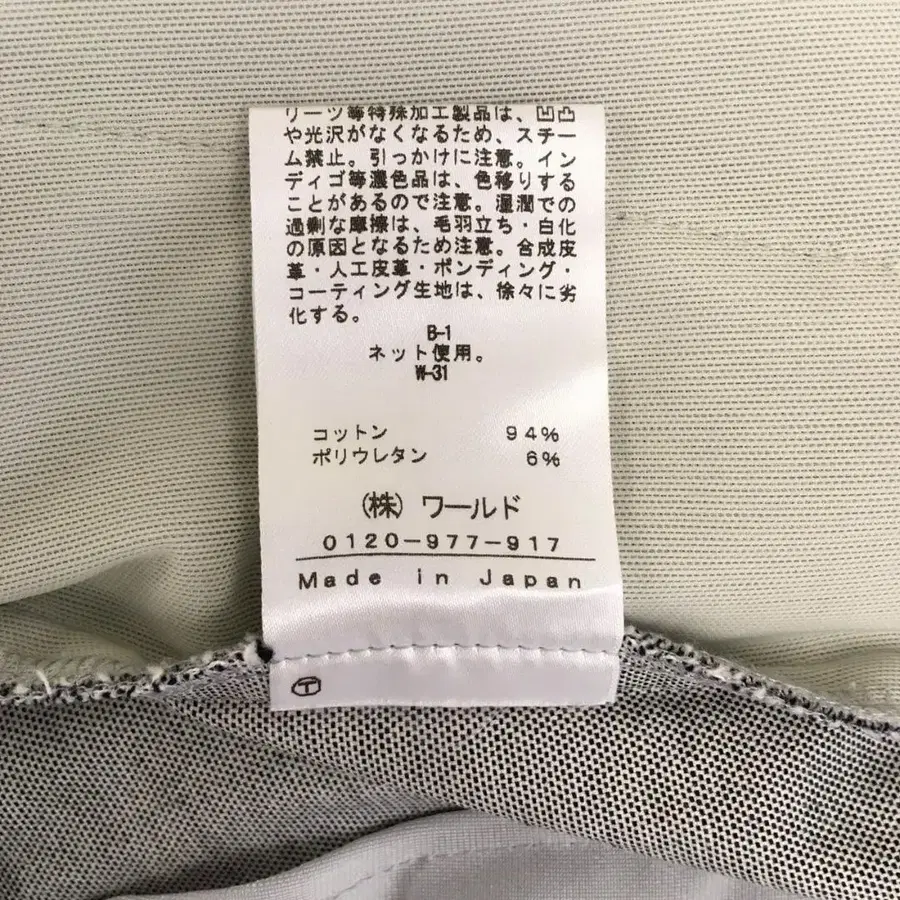 リーツ等特殊加工製品は、凹凸
や光沢がなくなるため、スチー
ム禁止。引っかけに注意。イン
ディゴ等濃色品は、色移りする
ことがあるので注意。湿潤での
過剰な摩擦は、毛羽立ち・白化
の原因となるため注意。合成皮
革・人工皮革・ボンディング・
コーティング生地は、徐々に劣
化する。
B-1
ネット使用。
W-31
コットン 94%
ポリウレタン 6%
(株) ワールド
0120-977-917
Made in Japan
T